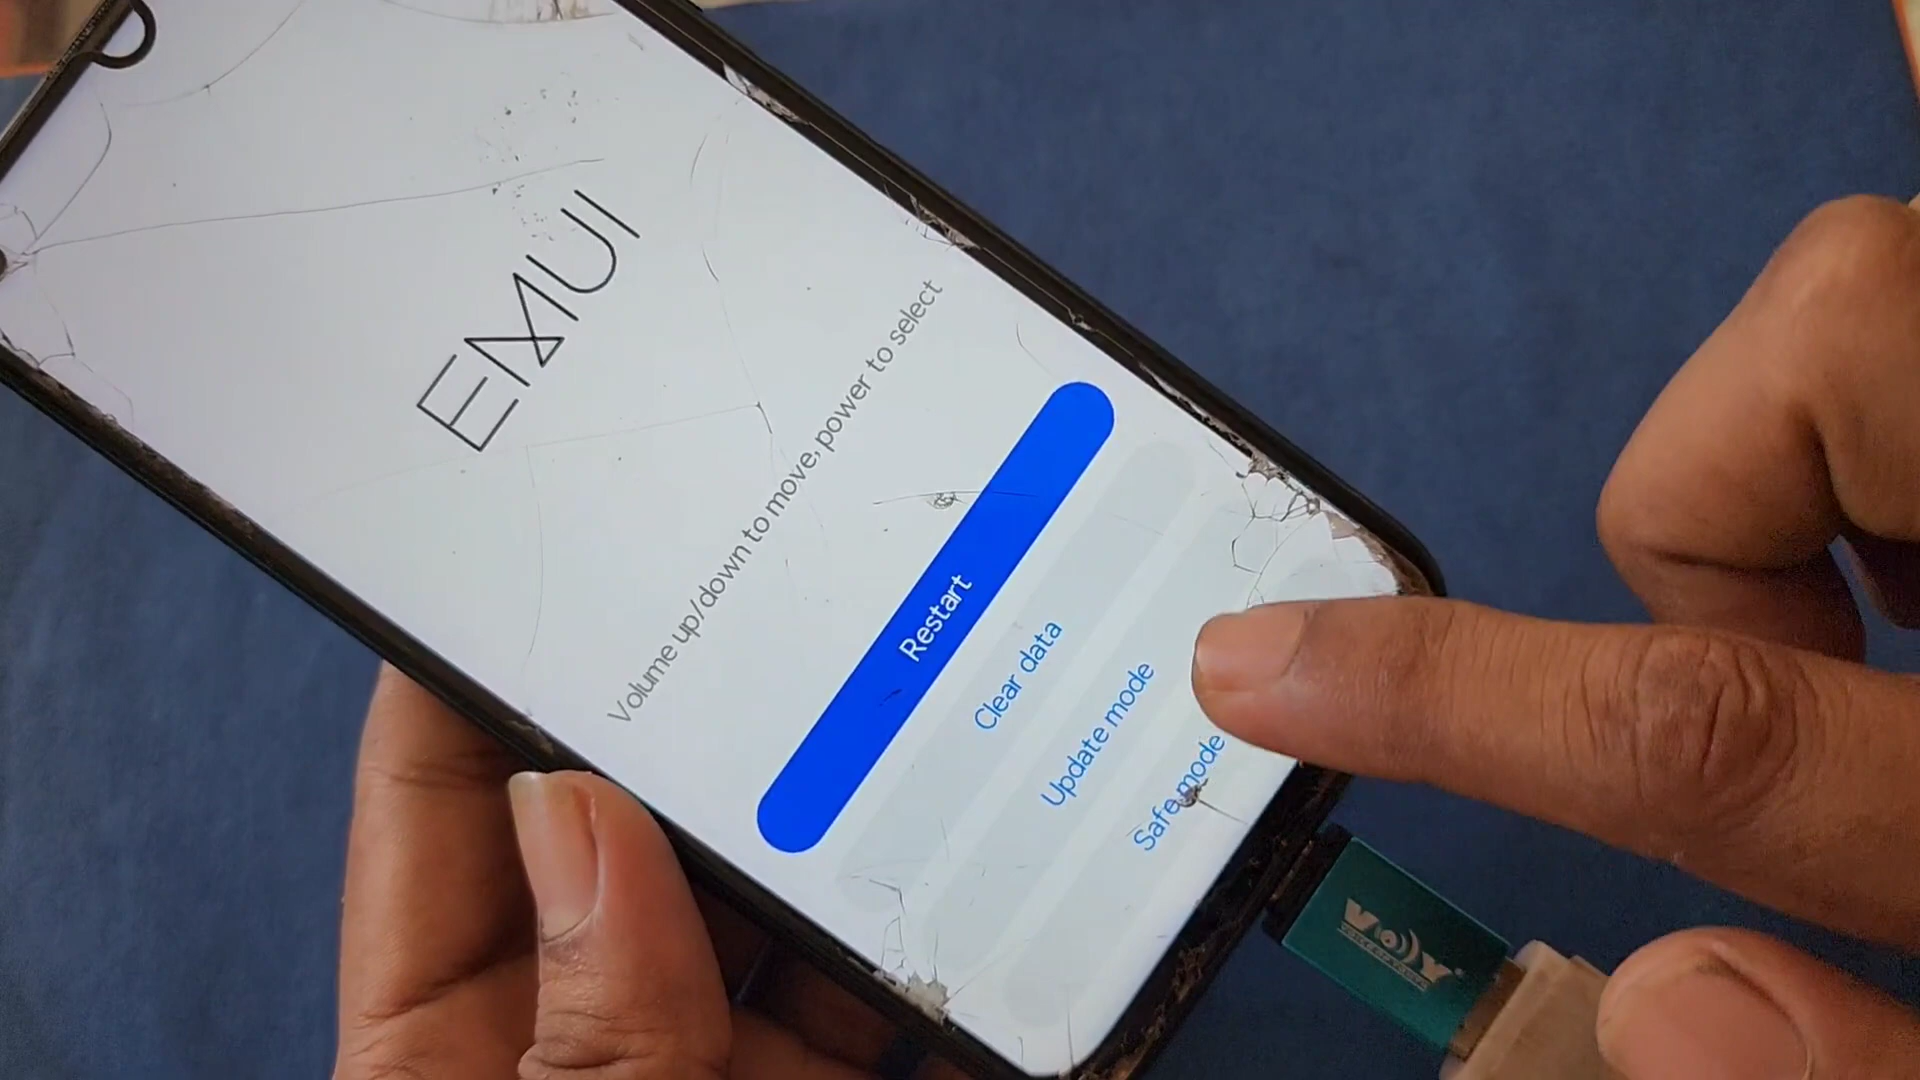 EMUI
Volume up/down to move, power to select
Restart
Clear data
Update mode
Safe mode